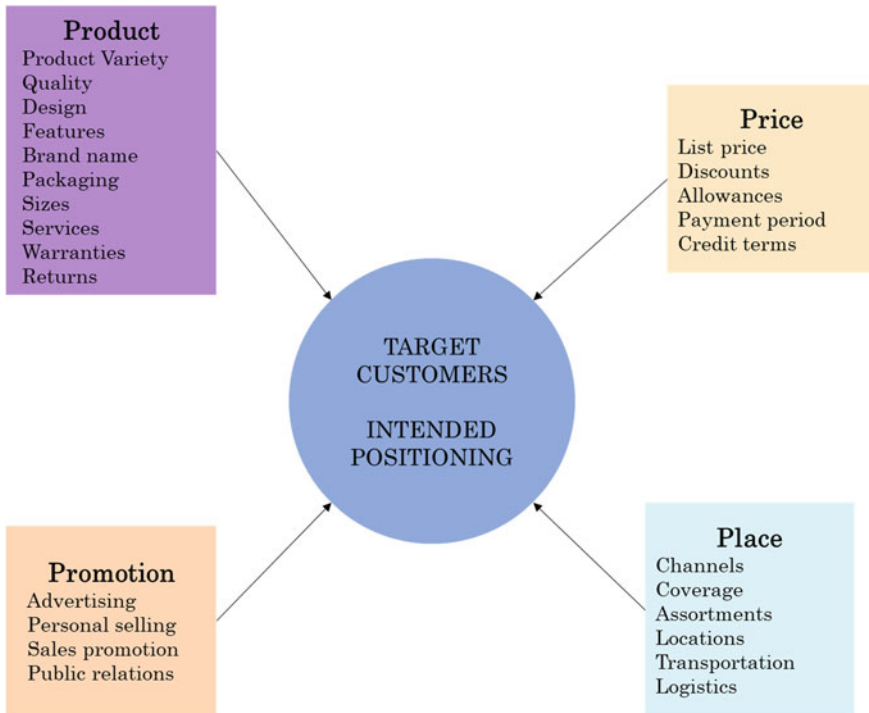 Product
Product Variety
Quality
Design
Features
Brand name
Packaging
Sizes
Services
Warranties
Returns
Price
List price
Discounts
Allowances
Payment period
Credit terms
TARGET
CUSTOMERS
INTENDED
POSITIONING
Promotion
Advertising
Personal selling
Sales promotion
Public relations
Place
Channels
Coverage
Assortments
Locations
Transportation
Logistics